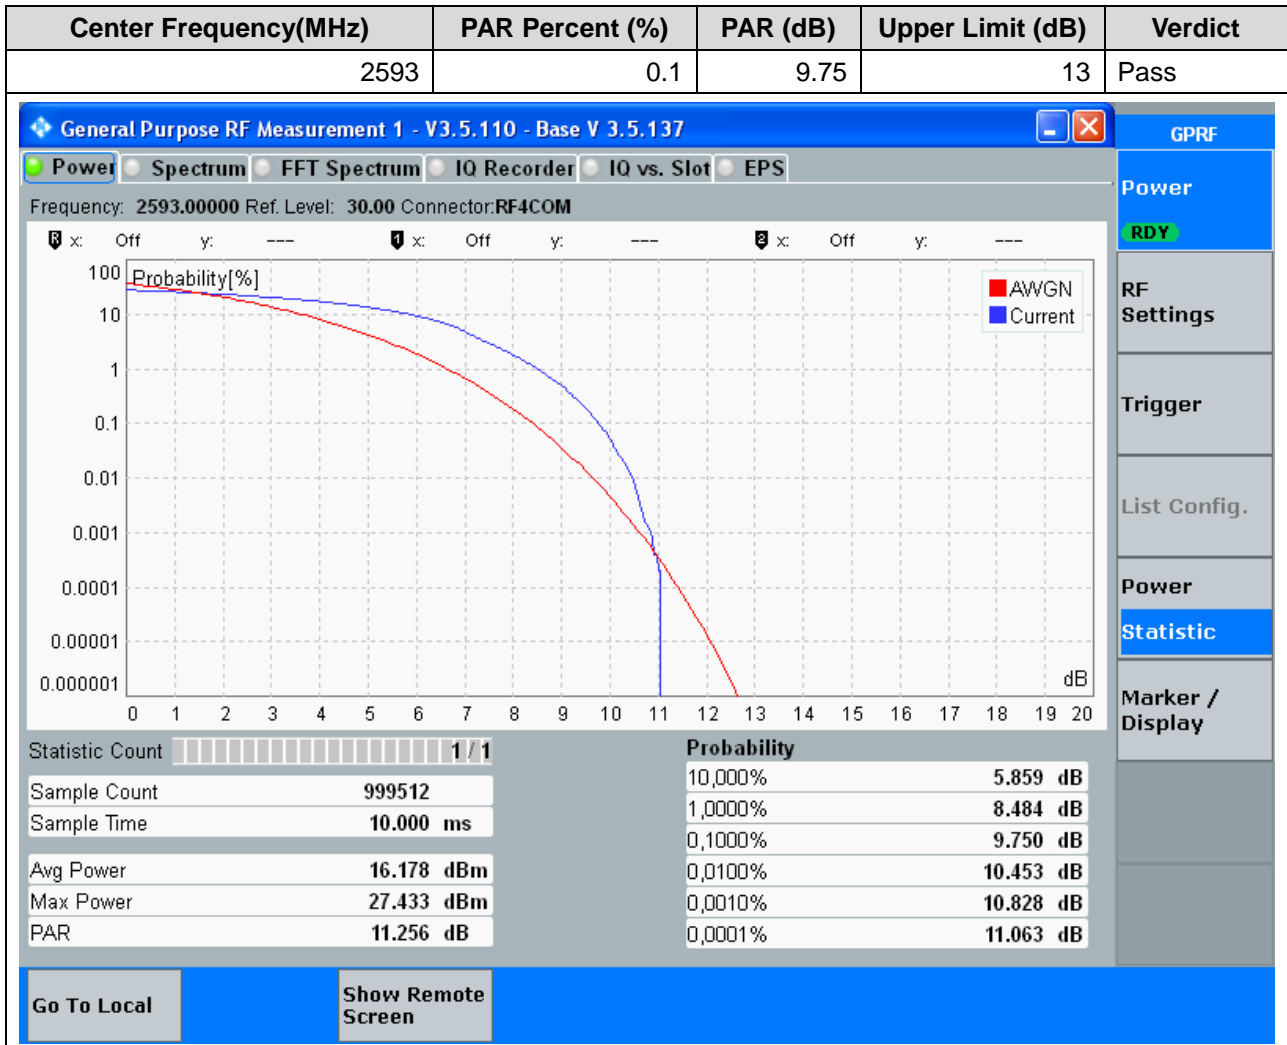 Center Frequency(MHz) PAR Percent (%) PAR (dB) Upper Limit (dB) Verdict
2593 0.1 9.75 13 Pass
General Purpose RF Measurement 1 - V3.5.110 - Base V 3.5.137
GPRF
Power Spectrum FFT Spectrum IQ Recorder IQ vs. Slot EPS
Power
RDY
Frequency: 2593.00000 Ref. Level: 30.00 Connector:RF4COM
R x: Off y: --- 1 x: Off y: --- 2 x: Off y: ---
Probability[%]
AWGN
Current
100
10
1
0.1
0.01
0.001
0.0001
0.00001
0.000001
dB
0 1 2 3 4 5 6 7 8 9 10 11 12 13 14 15 16 17 18 19 20
RF
Settings
Trigger
List Config.
Power
Statistic
Marker /
Display
Statistic Count 1 / 1
Sample Count 999512
Sample Time 10.000 ms
Avg Power 16.178 dBm
Max Power 27.433 dBm
PAR 11.256 dB
Probability
10,000% 5.859 dB
1,0000% 8.484 dB
0,1000% 9.750 dB
0,0100% 10.453 dB
0,0010% 10.828 dB
0,0001% 11.063 dB
Go To Local
Show Remote
Screen